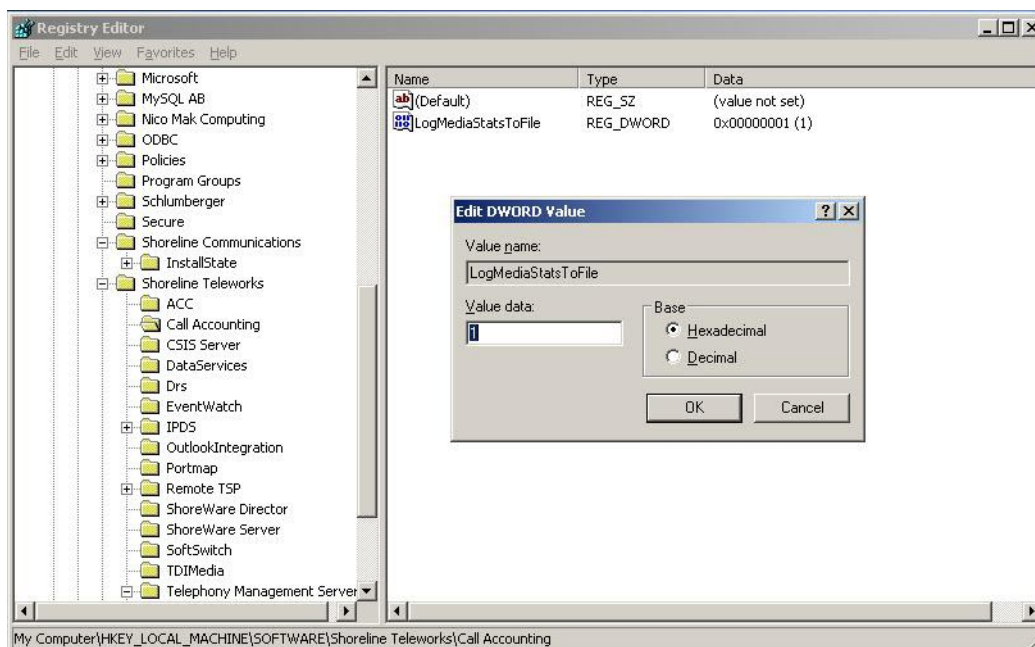 Registry Editor
File Edit View Favorites Help
Microsoft
MySQL AB
Nico Mak Computing
ODBC
Policies
Program Groups
Schlumberger
Secure
Shoreline Communications
InstallState
Shoreline Teleworks
ACC
Call Accounting
CSIS Server
DataServices
Drs
EventWatch
IPDS
OutlookIntegration
Portmap
Remote TSP
ShoreWare Director
ShoreWare Server
SoftSwitch
TDIMedia
Telephony Management Server
Name Type Data
(Default) REG_SZ (value not set)
LogMediaStatsToFile REG_DWORD 0x00000001 (1)
Edit DWORD Value
Value name:
LogMediaStatsToFile
Value data:
1
Base
Hexadecimal
Decimal
OK Cancel
My Computer\HKEY_LOCAL_MACHINE\SOFTWARE\Shoreline Teleworks\Call Accounting